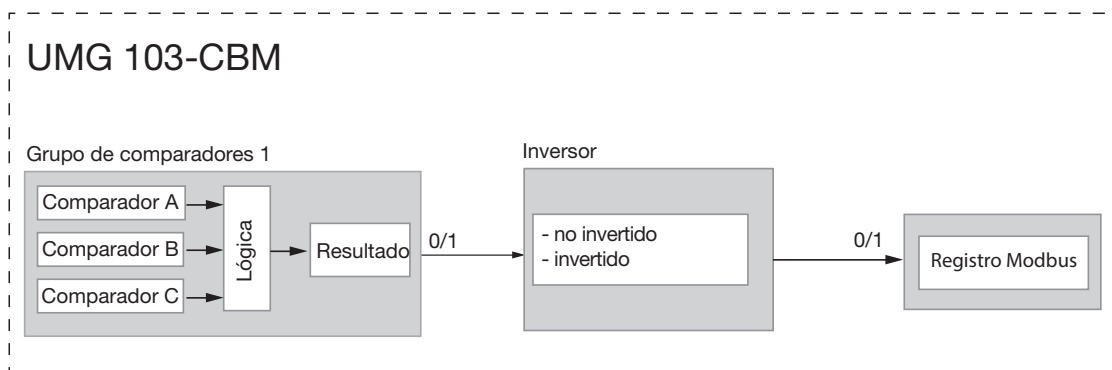 UMG 103-CBM
Grupo de comparadores 1
Comparador A
Comparador B
Comparador C
Lógica
Resultado
0/1
Inversor
- no invertido
- invertido
0/1
Registro Modbus